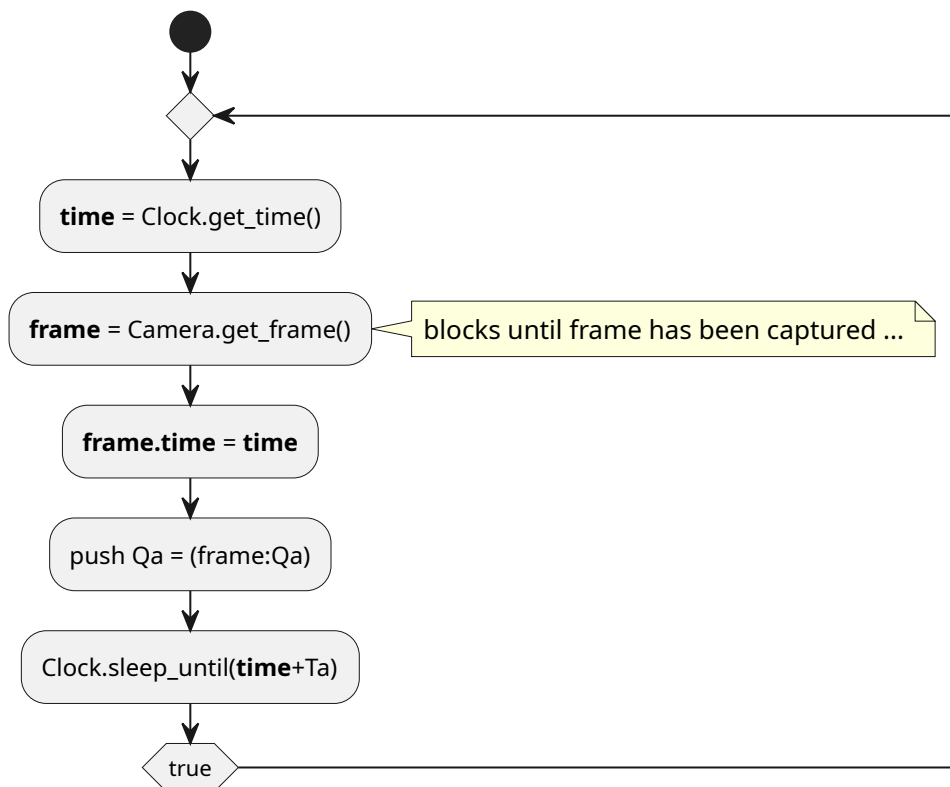 time = Clock.get_time()
frame = Camera.get_frame()
blocks until frame has been captured ...
frame.time = time
push Qa = (frame:Qa)
Clock.sleep_until(time+Ta)
true